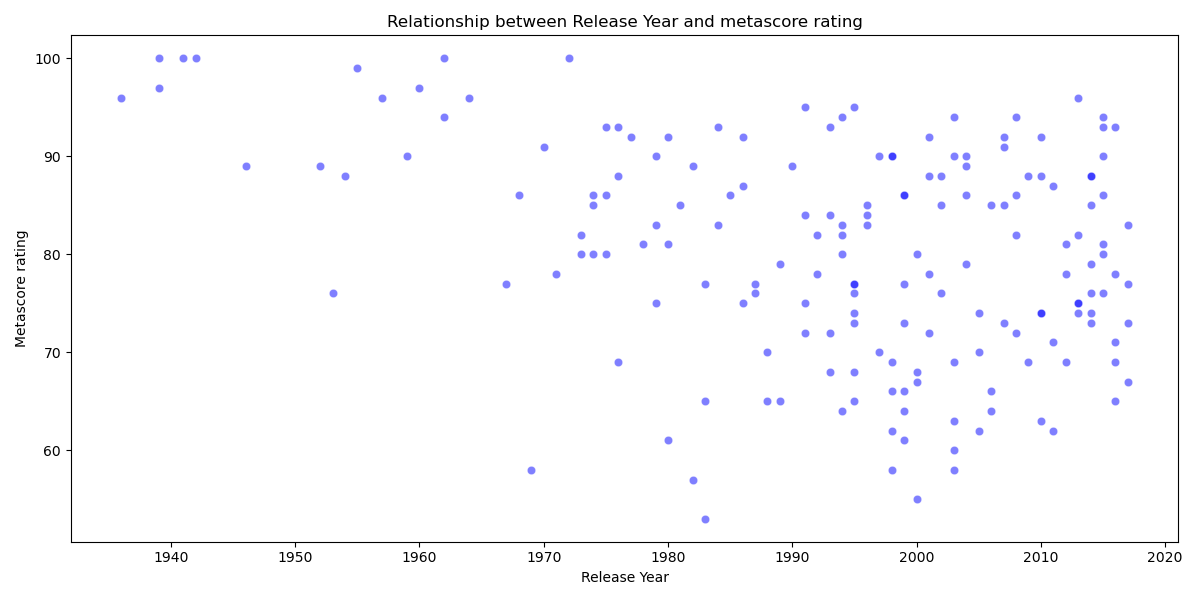 Relationship between Release Year and metascore rating
Metascore rating
100
90
80
70
60
1940 1950 1960 1970 1980 1990 2000 2010 2020
Release Year